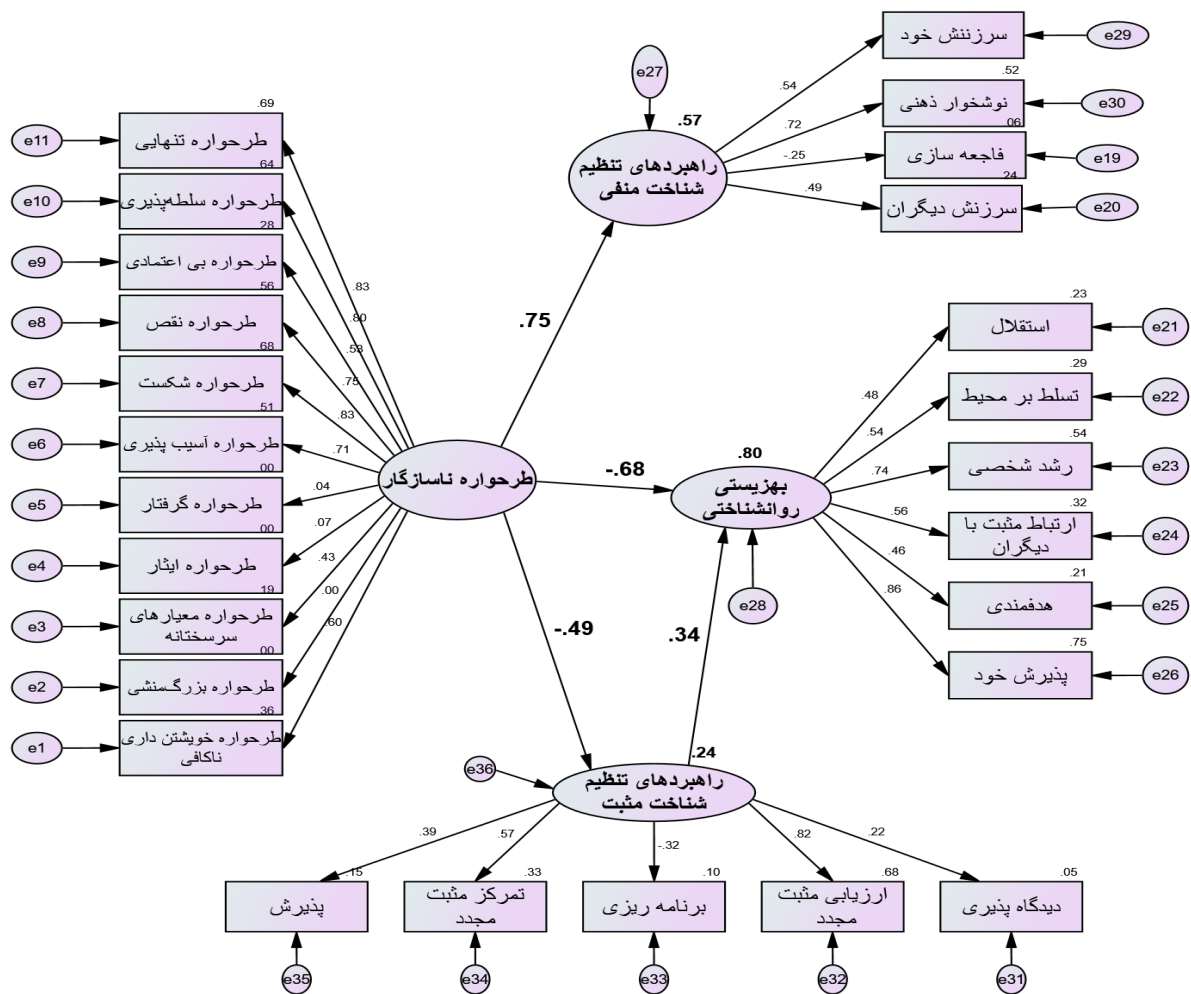 سرزننش خود
e29
e27
.54
.52
نوشخوار ذهنی
e30
.69
.57
.72
.06
e11
طرحواره تنهایی
راهبردهای تنظیم
شناخت منفی
-.25
فاجعه سازی
e19
.64
.24
.49
سرزنش دیگران
e20
e10
طرحواره سلطه‌پذیری
.28
e9
طرحواره بی اعتمادی
.56
.83
.23
استقلال
e21
e8
طرحواره نقص
.68
.80
.75
.53
.29
تسلط بر محیط
e22
e7
طرحواره شکست
.51
.75
.48
.83
.54
.54
رشد شخصی
e23
e6
طرحواره آسیب پذیری
.00
.71
طرحواره ناسازگار
-.68
.80
بهزیستی
روانشناختی
.74
.32
e5
طرحواره گرفتار
.00
.04
.56
ارتباط مثبت با
دیگران
e24
e4
طرحواره ایثار
.19
.07
.46
.21
هدفمندی
e25
.43
e28
.86
e3
طرحواره معیارهای
سرسختانه
.00
.00
.60
-.49
.34
.75
پذیرش خود
e26
e2
طرحواره بزرگ‌منشی
.36
e1
طرحواره خویشتن داری
ناکافی
.24
e36
راهبردهای تنظیم
شناخت مثبت
.39
.57
-.32
.82
.22
.15
.33
.10
.68
.05
پذیرش
تمرکز مثبت
مجدد
برنامه ریزی
ارزیابی مثبت
مجدد
دیدگاه پذیری
e35
e34
e33
e32
e31